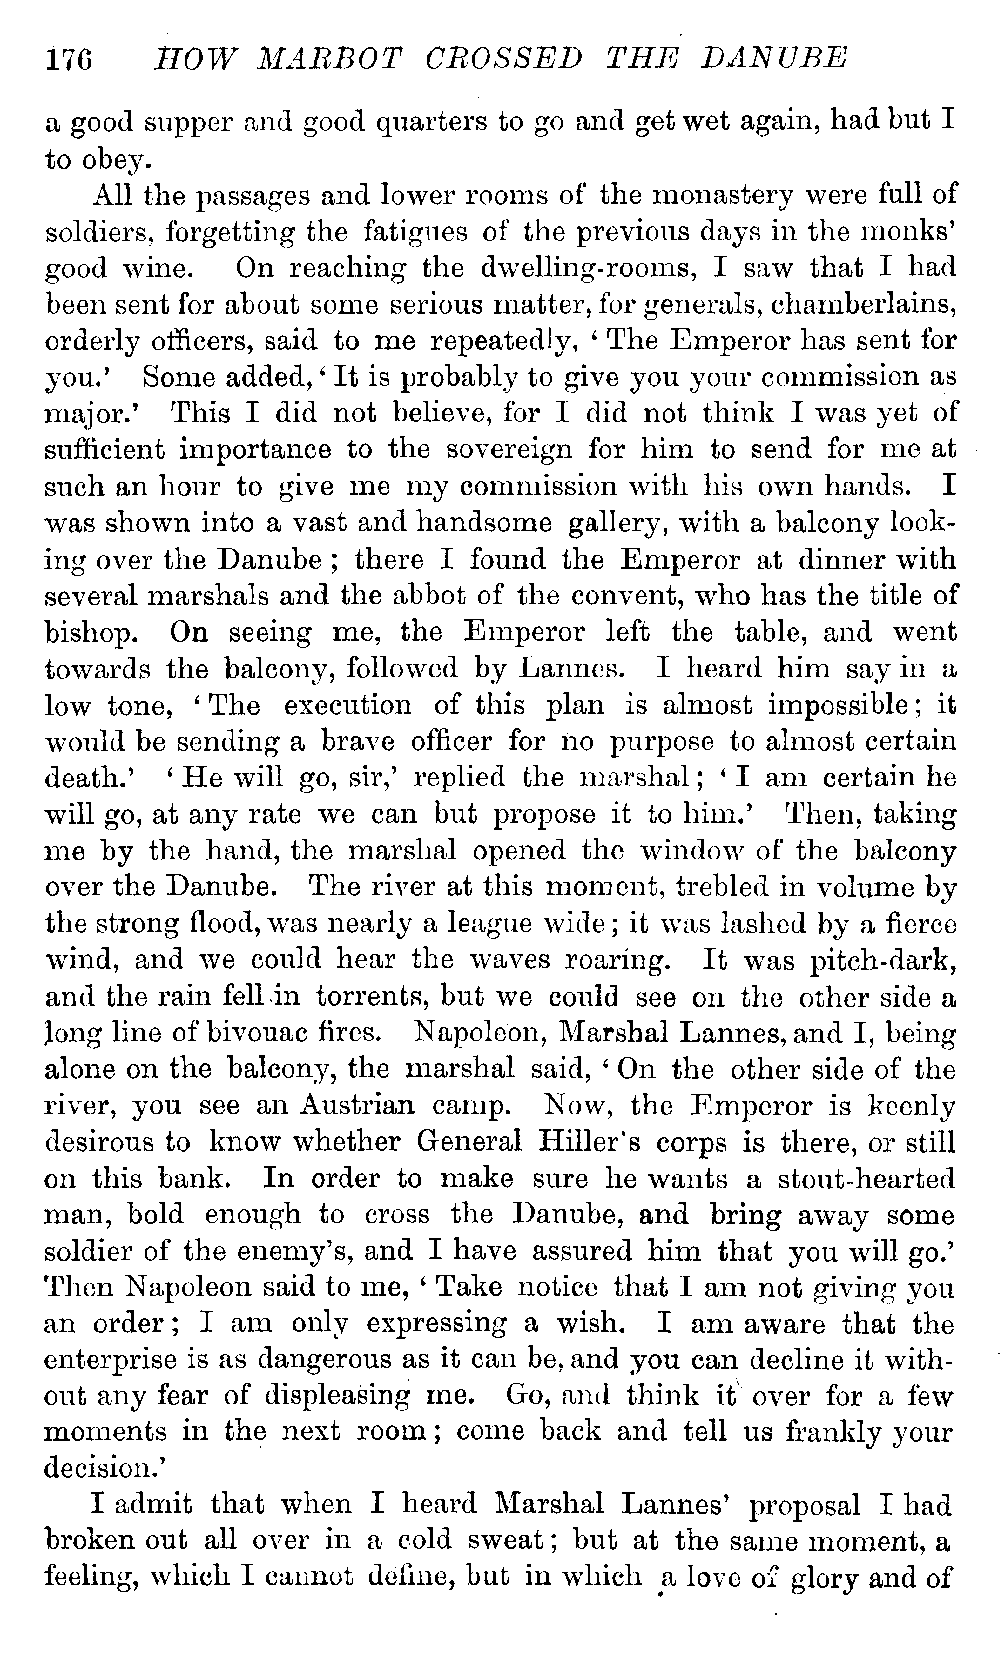 176 HOW MARBOT CROSSED THE DANUBE
a good supper and good quarters to go and get wet again, had but I
to obey.
All the passages and lower rooms of the monastery were full of
soldiers, forgetting the fatigues of the previous days in the monks'
good wine. On reaching the dwelling-rooms, I saw that I had
been sent for about some serious matter, for generals, chamberlains,
orderly officers, said to me repeatedly, ‘ The Emperor has sent for
you.’ Some added, ‘ It is probably to give you your commission as
major.’ This I did not believe, for I did not think I was yet of
sufficient importance to the sovereign for him to send for me at
such an hour to give me my commission with his own hands. I
was shown into a vast and handsome gallery, with a balcony look-
ing over the Danube ; there I found the Emperor at dinner with
several marshals and the abbot of the convent, who has the title of
bishop. On seeing me, the Emperor left the table, and went
towards the balcony, followed by Lannes. I heard him say in a
low tone, ‘ The execution of this plan is almost impossible ; it
would be sending a brave officer for no purpose to almost certain
death.’ ‘ He will go, sir,’ replied the marshal ; ‘ I am certain he
will go, at any rate we can but propose it to him.’ Then, taking
me by the hand, the marshal opened the window of the balcony
over the Danube. The river at this moment, trebled in volume by
the strong flood, was nearly a league wide ; it was lashed by a fierce
wind, and we could hear the waves roaring. It was pitch-dark,
and the rain fell in torrents, but we could see on the other side a
long line of bivouac fires. Napoleon, Marshal Lannes, and I, being
alone on the balcony, the marshal said, ‘ On the other side of the
river, you see an Austrian camp. Now, the Emperor is keenly
desirous to know whether General Hiller's corps is there, or still
on this bank. In order to make sure he wants a stout-hearted
man, bold enough to cross the Danube, and bring away some
soldier of the enemy's, and I have assured him that you will go.’
Then Napoleon said to me, ‘ Take notice that I am not giving you
an order ; I am only expressing a wish. I am aware that the
enterprise is as dangerous as it can be, and you can decline it with-
out any fear of displeasing me. Go, and think it over for a few
moments in the next room ; come back and tell us frankly your
decision.’
I admit that when I heard Marshal Lannes’ proposal I had
broken out all over in a cold sweat ; but at the same moment, a
feeling, which I cannot define, but in which a love of glory and of